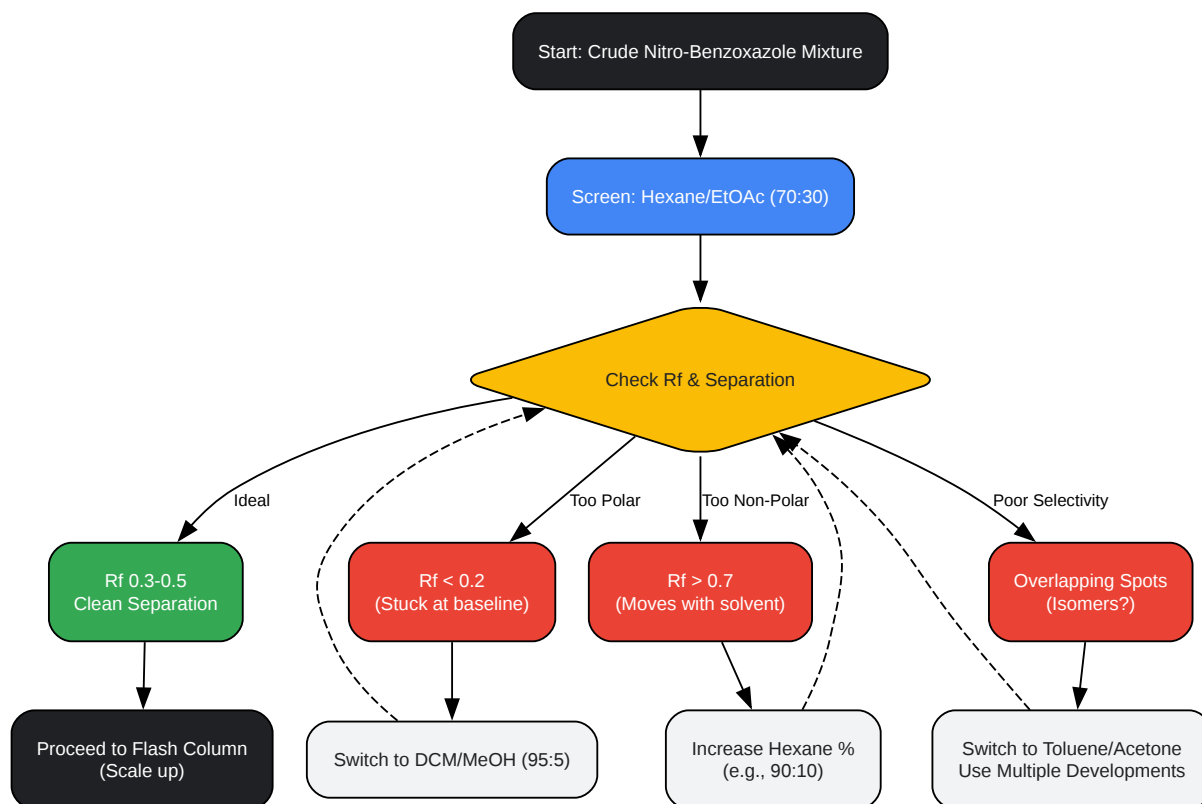 Start: Crude Nitro-Benzoxazole Mixture
Screen: Hexane/EtOAc (70:30)
Check Rf & Separation
Ideal
Too Polar
Too Non-Polar
Poor Selectivity
Rf 0.3-0.5
Clean Separation
Rf < 0.2
(Stuck at baseline)
Rf > 0.7
(Moves with solvent)
Overlapping Spots
(Isomers?)
Proceed to Flash Column
(Scale up)
Switch to DCM/MeOH (95:5)
Increase Hexane %
(e.g., 90:10)
Switch to Toluene/Acetone
Use Multiple Developments